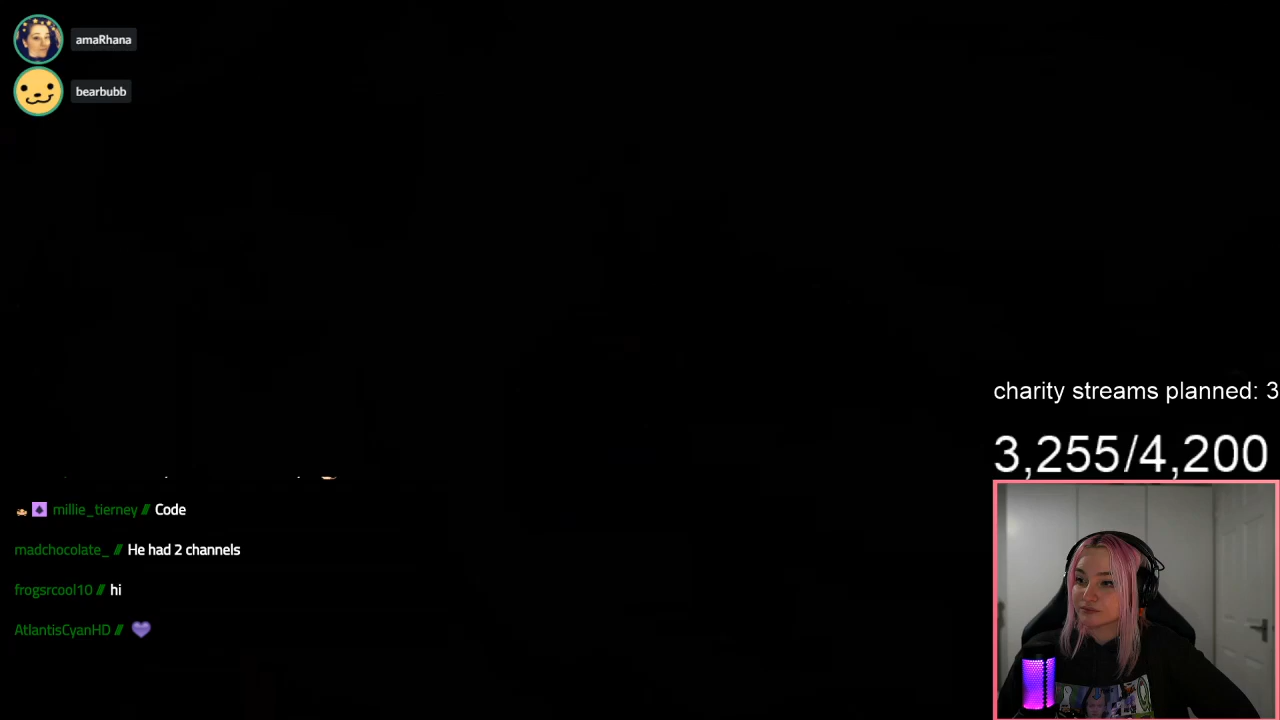 amaRhana
bearbubb
charity streams planned: 3
3,255/4,200
millie_tierney // Code
madchocolate_ // He had 2 channels
frogsrcool10 // hi
AtlantisCyanHD //